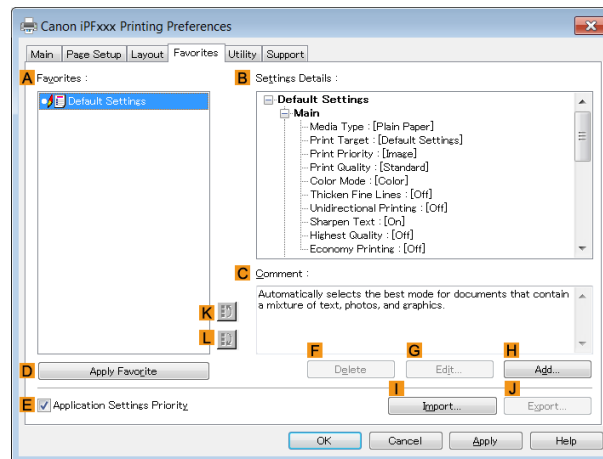 Canon iPFxxx Printing Preferences
Main Page Setup Layout Favorites Utility Support
A Favorites :
Default Settings
B Settings Details :
Default Settings
Main
Media Type : [Plain Paper]
Print Target : [Default Settings]
Print Priority : [Image]
Print Quality : [Standard]
Color Mode : [Color]
Thicken Fine Lines : [Off]
Unidirectional Printing : [Off]
Sharpen Text : [On]
Highest Quality : [Off]
Economy Printing : [Off]
C Comment :
Automatically selects the best mode for documents that contain
a mixture of text, photos, and graphics.
K
L
D Apply Favorite
F Delete
G Edit...
H Add...
E Application Settings Priority
I Import...
J Export...
OK Cancel Apply Help